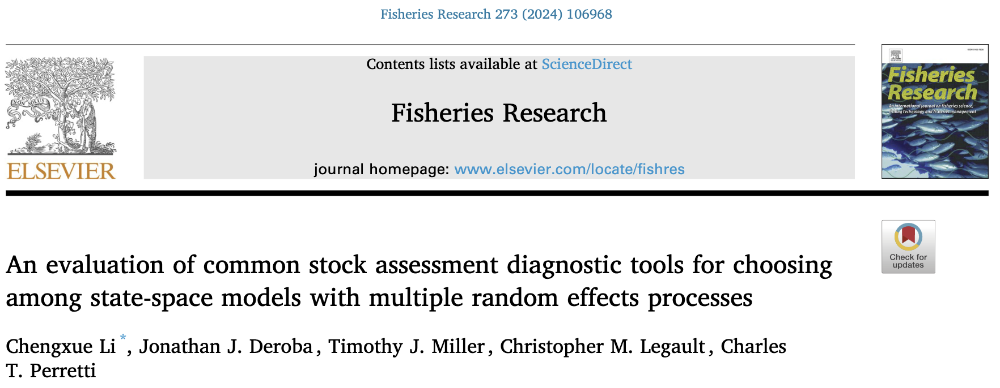 Fisheries Research 273 (2024) 106968
Contents lists available at ScienceDirect
Fisheries Research
journal homepage: www.elsevier.com/locate/fishres
NON SOLUS
ELSEVIER
ELSEVIER
Fisheries
Research
An international journal on fisheries science,
fishing technology and fisheries management
Check for
updates
An evaluation of common stock assessment diagnostic tools for choosing
among state-space models with multiple random effects processes
Chengxue Li *, Jonathan J. Deroba, Timothy J. Miller, Christopher M. Legault, Charles
T. Perretti